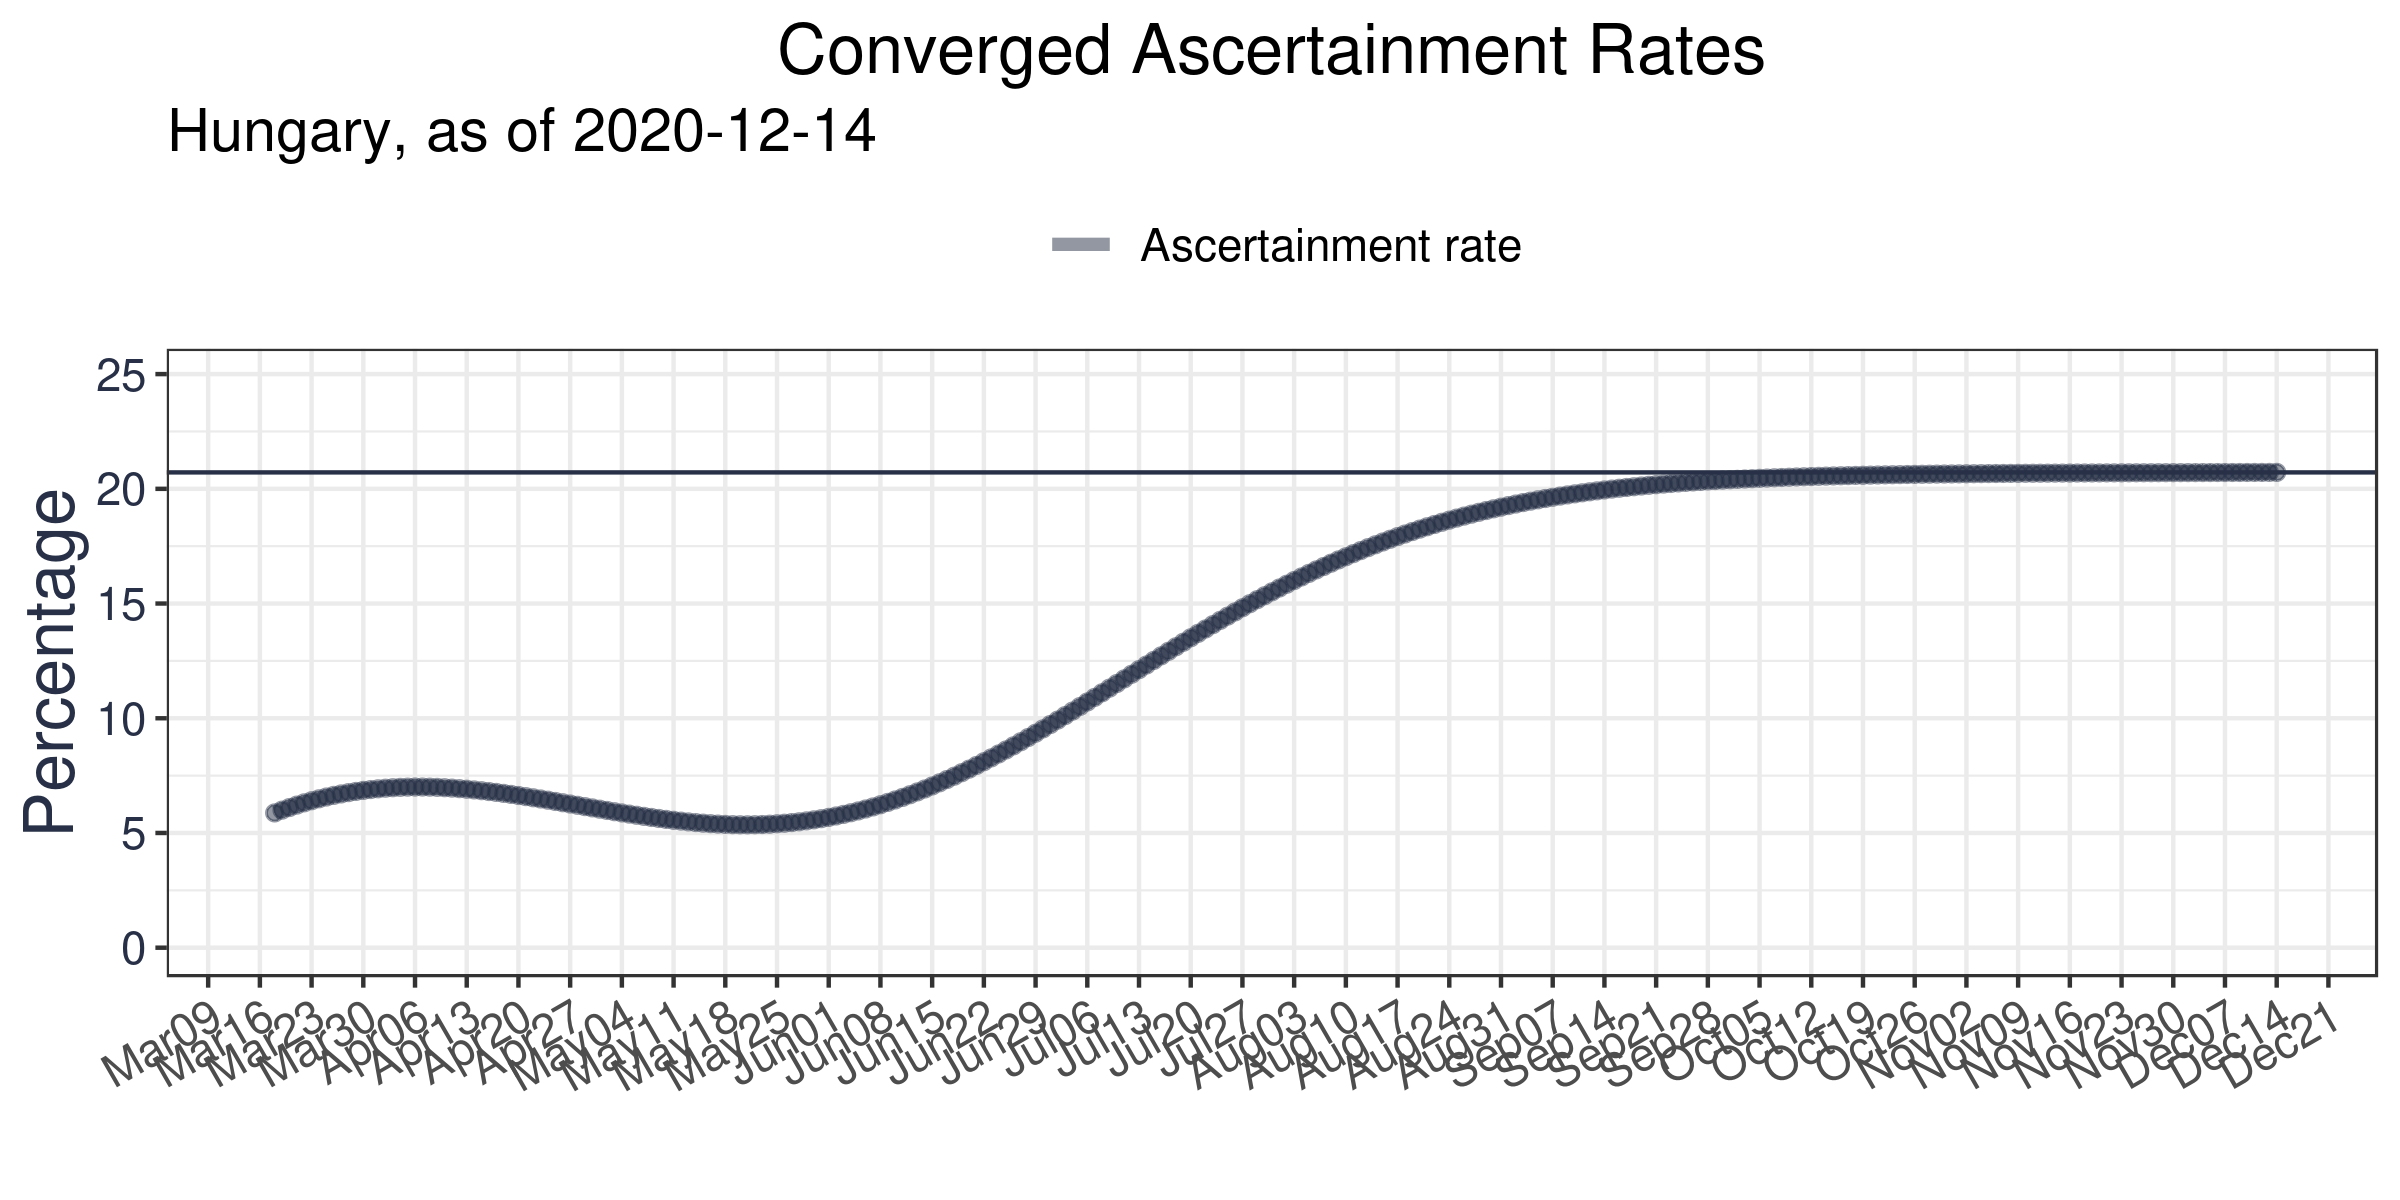 Converged Ascertainment Rates
Hungary, as of 2020-12-14
Ascertainment rate
Percentage
25
20
15
10
5
0
Mar09
Mar16
Mar23
Mar30
Apr06
Apr13
Apr20
Apr27
May04
May11
May18
May25
Jun01
Jun08
Jun15
Jun22
Jun29
Jul06
Jul13
Jul20
Jul27
Aug03
Aug10
Aug17
Aug24
Aug31
Sep07
Sep14
Sep21
Sep28
Oct05
Oct12
Oct19
Oct26
Nov02
Nov09
Nov16
Nov23
Nov30
Dec07
Dec14
Dec21